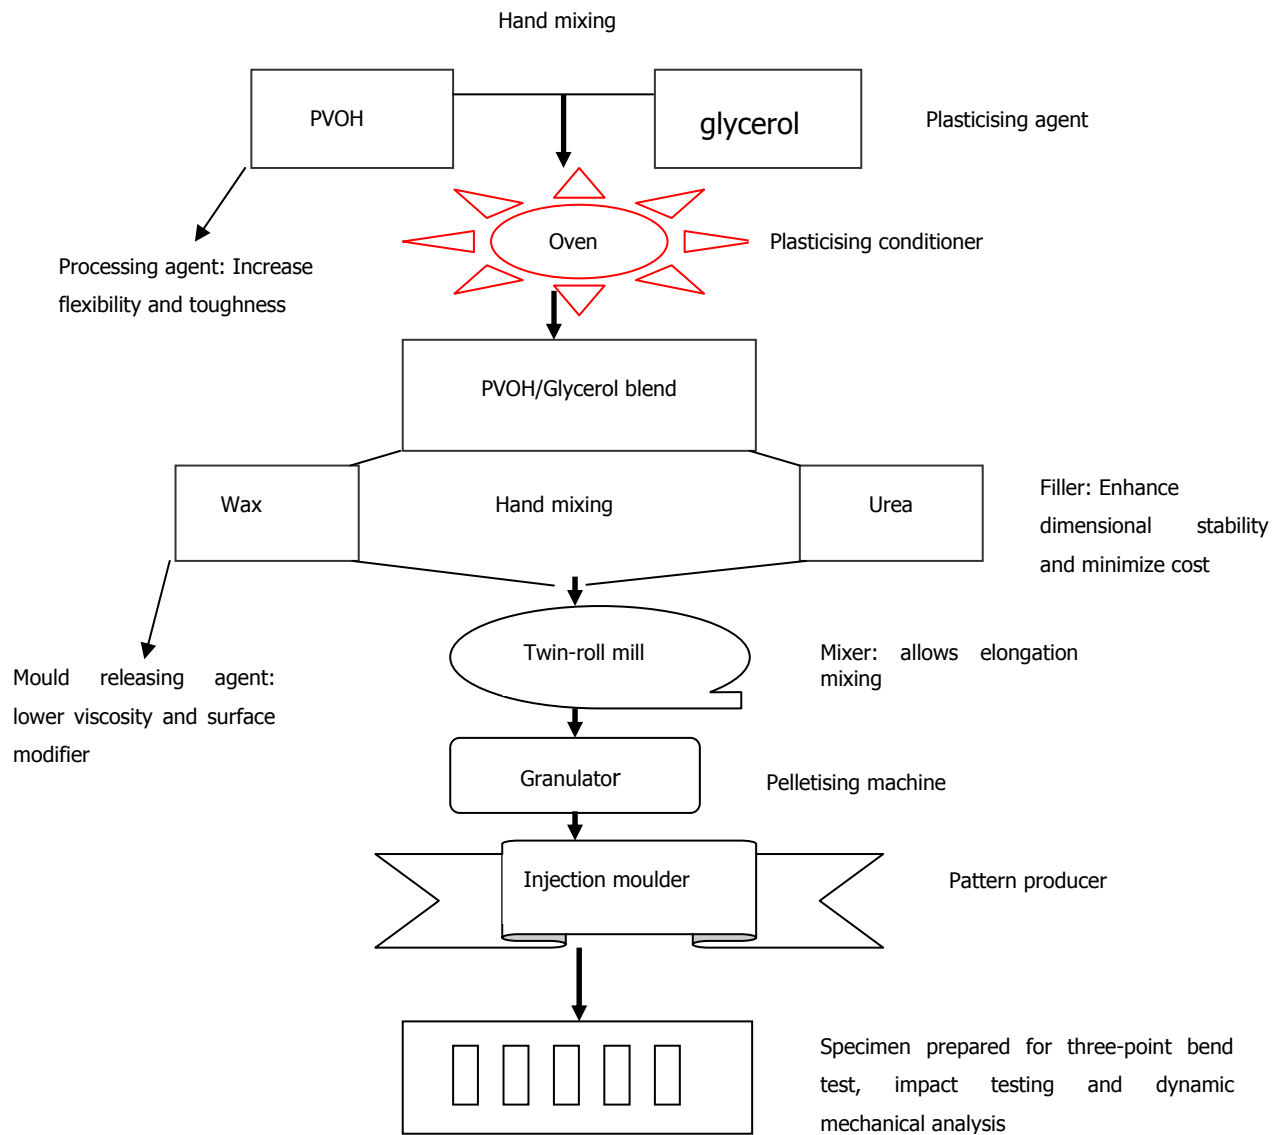 Hand mixing
PVOH
glycerol
Plasticising agent
Oven
Plasticising conditioner
Processing agent: Increase
flexibility and toughness
PVOH/Glycerol blend
Wax
Hand mixing
Urea
Filler: Enhance
dimensional stability
and minimize cost
Twin-roll mill
Mixer: allows elongation
mixing
Mould releasing agent:
lower viscosity and surface
modifier
Granulator
Pelletising machine
Injection moulder
Pattern producer
Specimen prepared for three-point bend
test, impact testing and dynamic
mechanical analysis